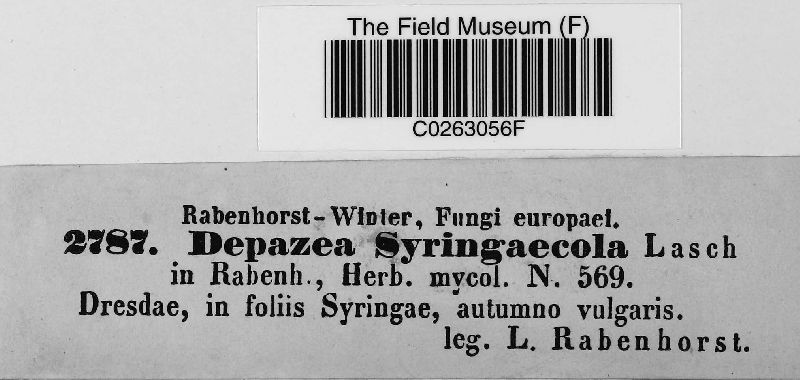 The Field Museum (F)
C0263056F
Rabenhorst-Winter, Fungi europaei.
2787. Depazea Syringaecola Lasch
in Rabenh., Herb. mycol. N. 569.
Dresdae, in foliis Syringae, autumno vulgaris.
leg. L. Rabenhorst.